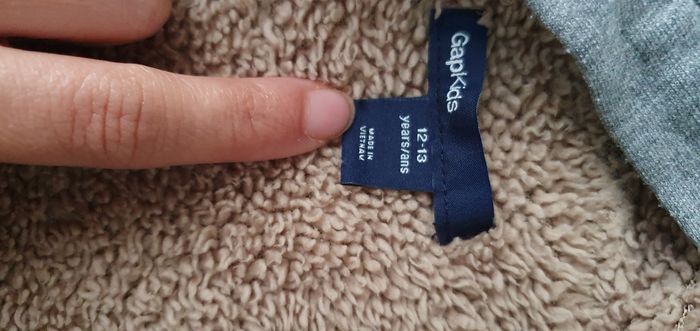 GapKids
12-13
years/ans
MADE IN
VIETNAM